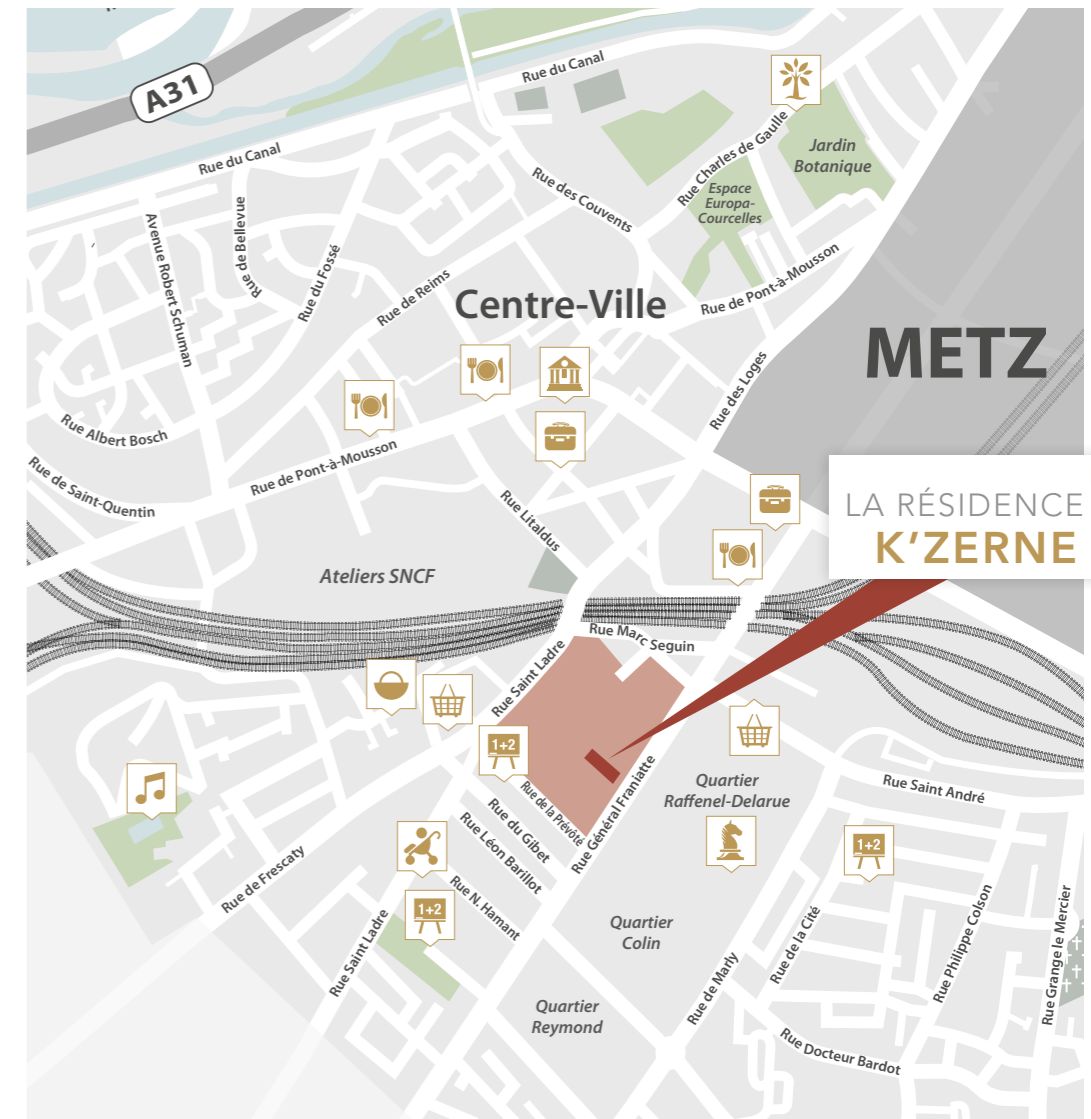 A31
Rue du Canal
Rue du Canal
Rue Charles de Gaulle
Jardin
Botanique
Espace
Europa-
Courcelles
Rue des Couvents
Avenue Robert Schuman
Rue de Bellevue
Rue du Fossé
Rue de Reims
Centre-Ville
Rue de Pont-à-Mousson
METZ
Rue des Loges
Rue Albert Bosch
Rue de Saint-Quentin
Rue de Pont-à-Mousson
Rue Litaldus
LA RÉSIDENCE
K'ZERNE
Ateliers SNCF
Rue Marc Seguin
Rue Saint Ladre
1+2
Rue de la Prévôté
Rue Général Franiatte
Quartier
Raffenel-Delarue
Rue Saint André
Rue du Gibet
Rue Léon Barillot
1+2
Rue de Frescaty
Rue N. Hamant
1+2
Rue Saint Ladre
Quartier
Colin
Rue de la Cité
Rue Philippe Colson
Rue Grange le Mercier
Rue de Marly
Quartier
Reymond
Rue Docteur Bardot